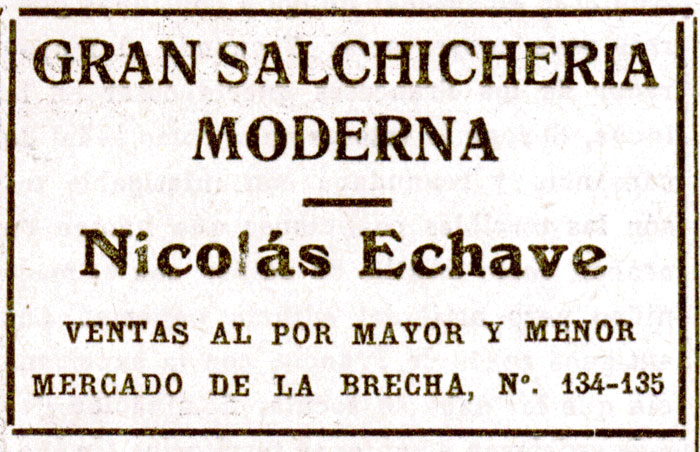 GRAN SALCHICHERIA
MODERNA
Nicolás Echave
VENTAS AL POR MAYOR Y MENOR
MERCADO DE LA BRECHA, Nº. 134-135